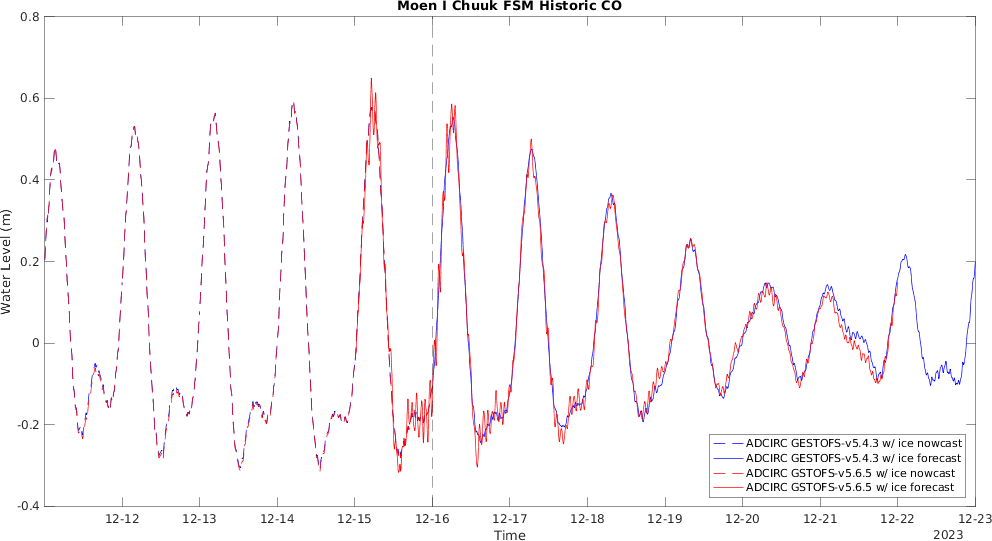 Moen I Chuuk FSM Historic CO
0.8
0.6
0.4
0.2
0
-0.2
-0.4
Water Level (m)
ADCIRC GESTOFS-v5.4.3 w/ ice nowcast
ADCIRC GESTOFS-v5.4.3 w/ ice forecast
ADCIRC GSTOFS-v5.6.5 w/ ice nowcast
ADCIRC GSTOFS-v5.6.5 w/ ice forecast
12-12 12-13 12-14 12-15 12-16 12-17 12-18 12-19 12-20 12-21 12-22 12-23
Time
2023